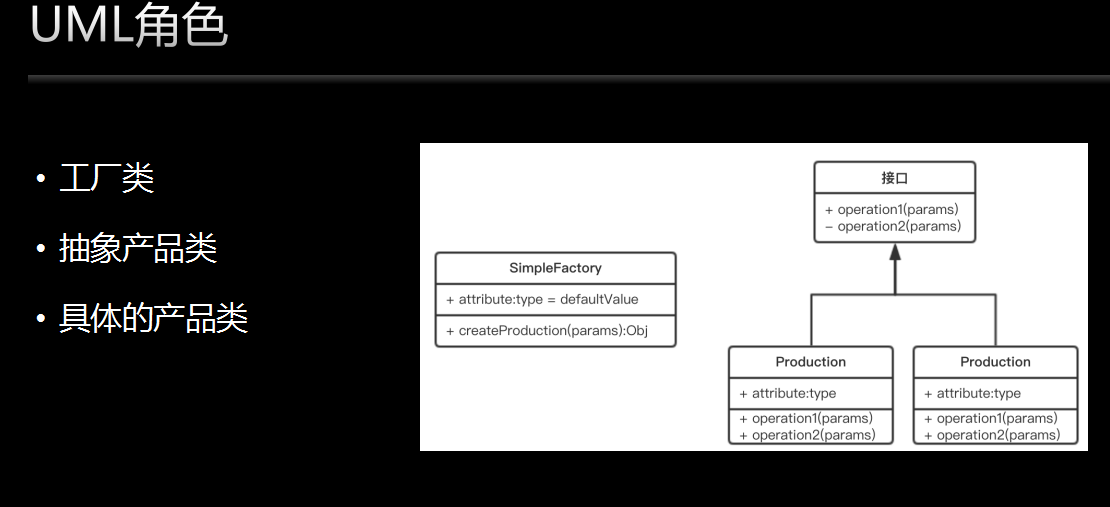 UML角色
• 工厂类
• 抽象产品类
• 具体的产品类
接口
+ operation1(params)
− operation2(params)
SimpleFactory
+ attribute:type = defaultValue
+ createProduction(params):Obj
Production
+ attribute:type
+ operation1(params)
+ operation2(params)
Production
+ attribute:type
+ operation1(params)
+ operation2(params)